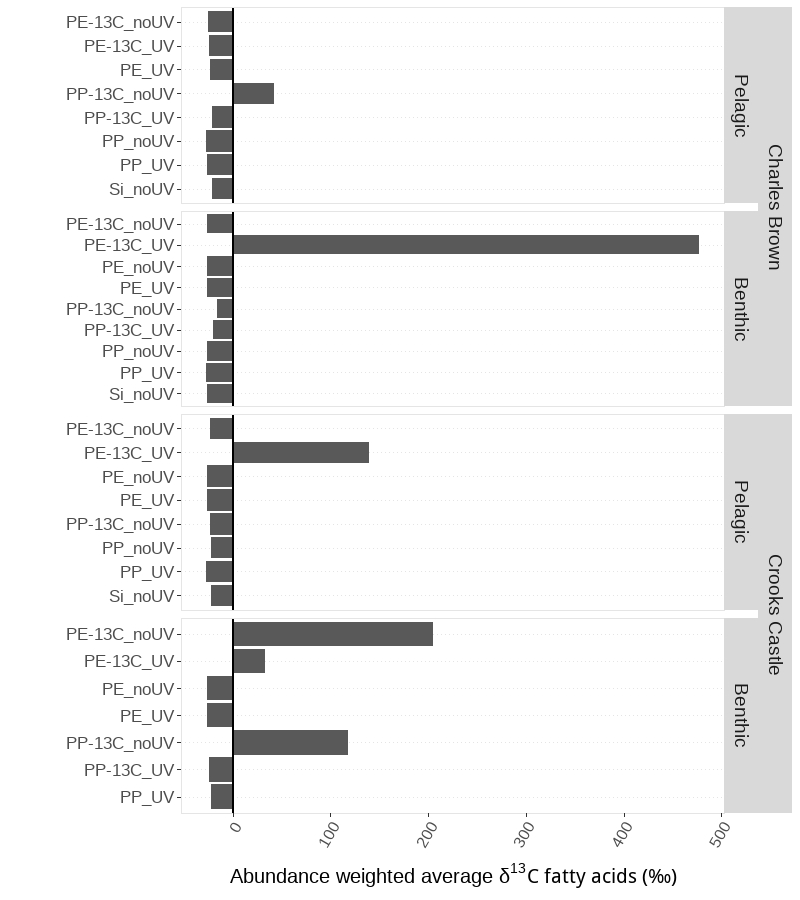 PE-13C_noUV
PE-13C_UV
PE_UV
PP-13C_noUV
PP-13C_UV
PP_noUV
PP_UV
Si_noUV
Pelagic
PE-13C_noUV
PE-13C_UV
PE_noUV
PE_UV
PP-13C_noUV
PP-13C_UV
PP_noUV
PP_UV
Si_noUV
Benthic
Charles Brown
PE-13C_noUV
PE-13C_UV
PE_noUV
PE_UV
PP-13C_noUV
PP_noUV
PP_UV
Si_noUV
Pelagic
PE-13C_noUV
PE-13C_UV
PE_noUV
PE_UV
PP-13C_noUV
PP-13C_UV
PP_UV
Benthic
Crooks Castle
0 100 200 300 400 500
Abundance weighted average δ¹³C fatty acids (‰)